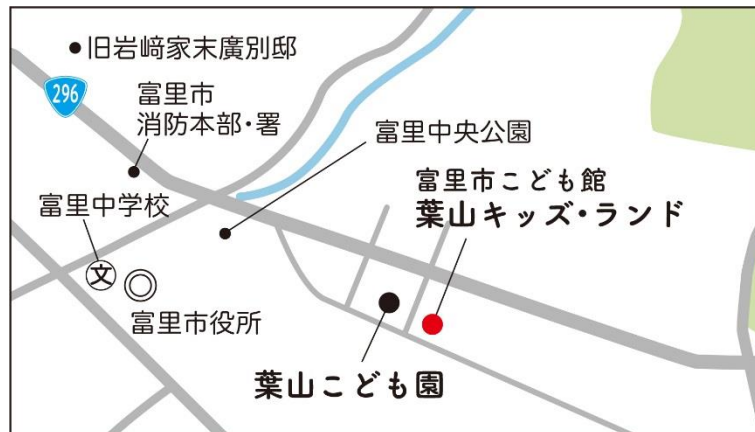 旧岩﨑家末廣別邸
296
富里市
消防本部・署
富里中央公園
富里市こども館
葉山キッズ・ランド
富里中学校
文
富里市役所
葉山こども園